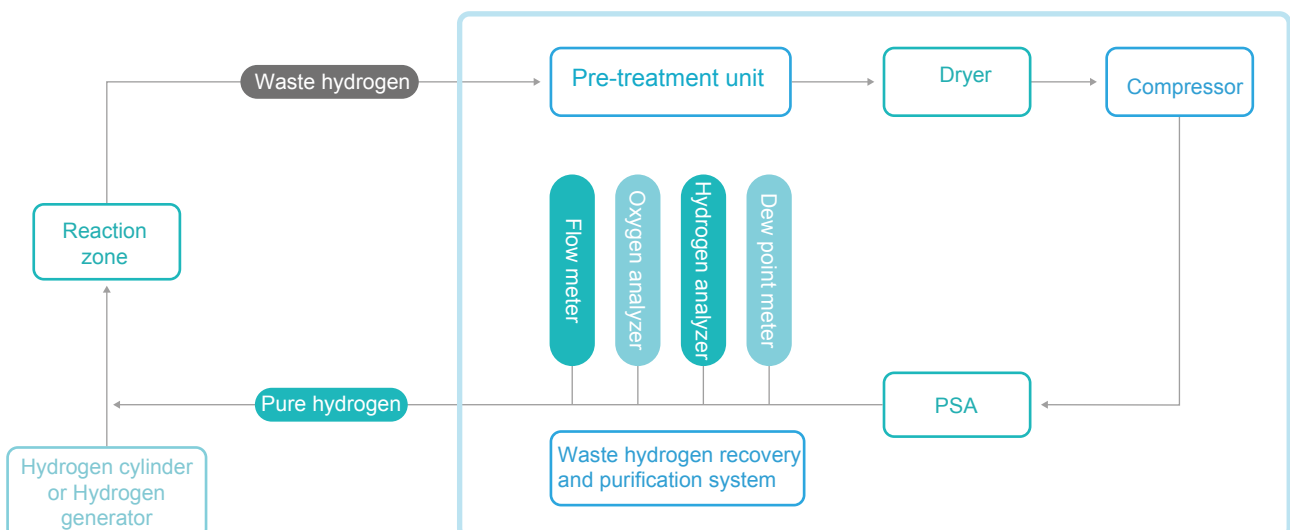 Waste hydrogen
Pre-treatment unit
Dryer
Compressor
Reaction
zone
Flow meter
Oxygen analyzer
Hydrogen analyzer
Dew point meter
Pure hydrogen
PSA
Hydrogen cylinder
or Hydrogen
generator
Waste hydrogen recovery
and purification system